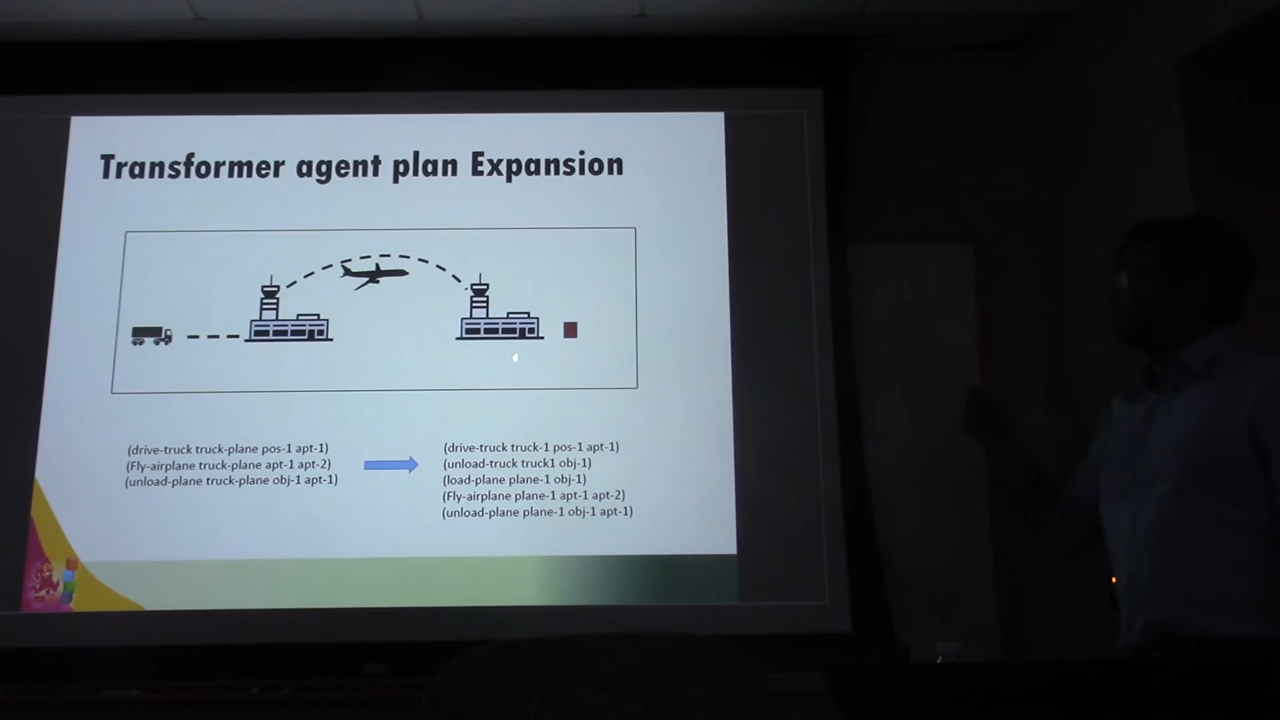 Transformer agent plan Expansion
(drive-truck truck-plane pos-1 apt-1)
(Fly-airplane truck-plane apt-1 apt-2)
(unload-plane truck-plane obj-1 apt-1)
(drive-truck truck-1 pos-1 apt-1)
(unload-truck truck1 obj-1)
(load-plane plane-1 obj-1)
(Fly-airplane plane-1 apt-1 apt-2)
(unload-plane plane-1 obj-1 apt-1)